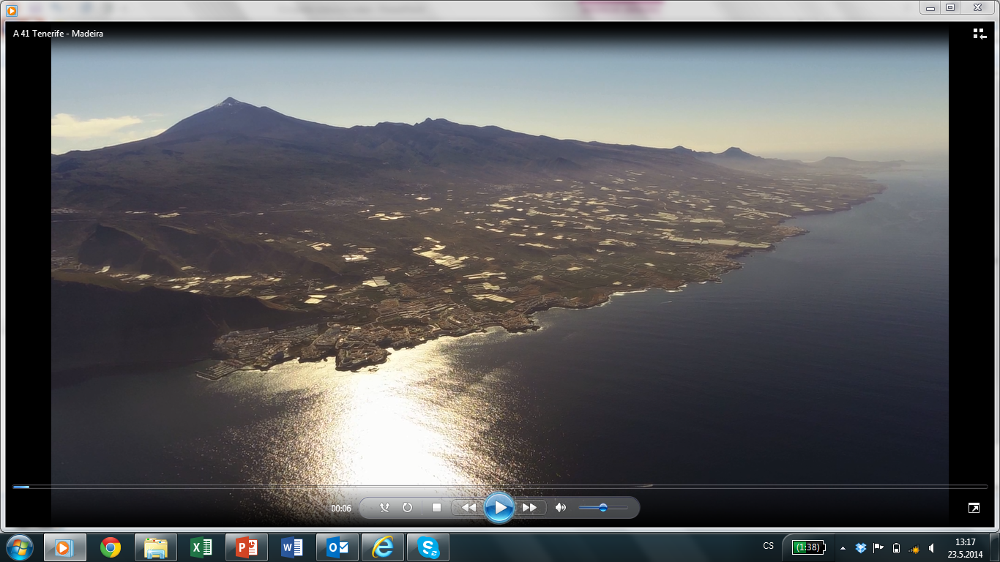 A 41 Tenerife - Madeira
00:06
CS
(1:38)
13:17
23.5.2014